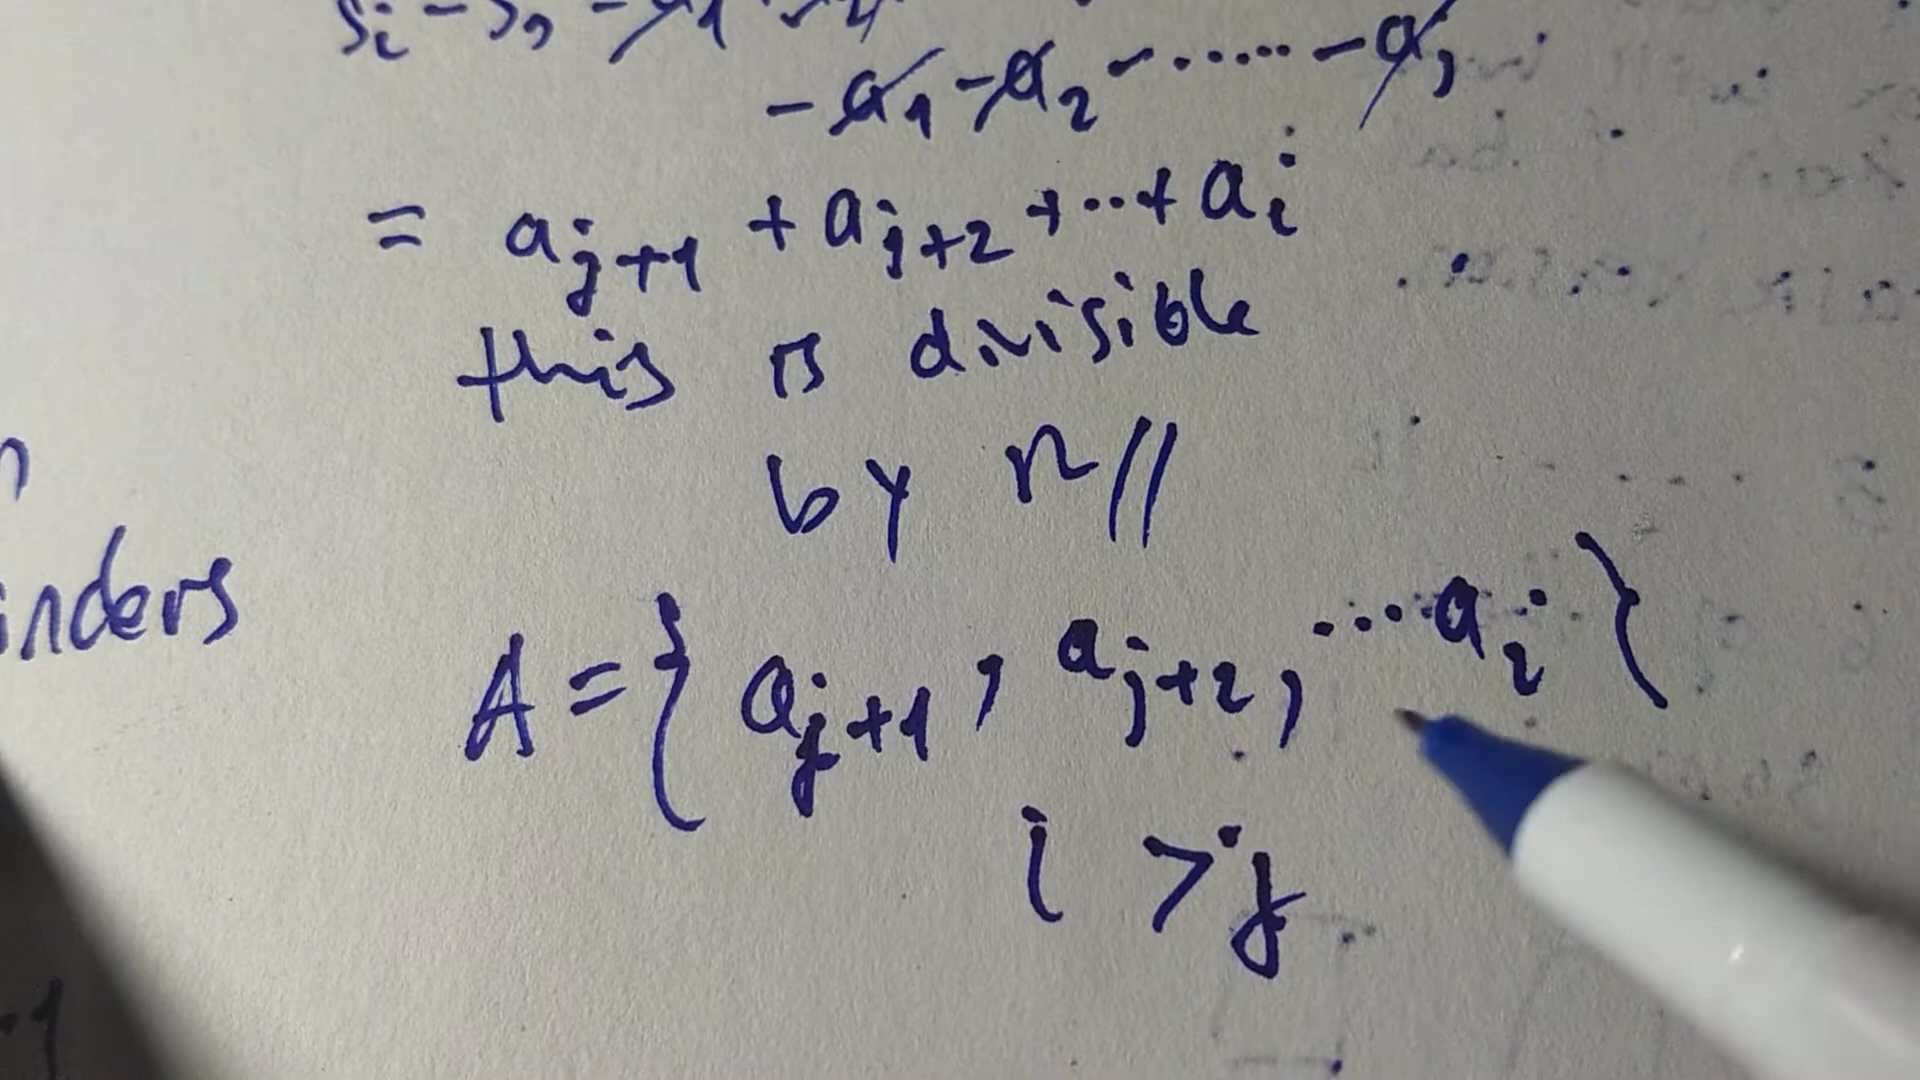 - a₁ - a₂ - ...... - aⱼ
= aⱼ₊₁ + aⱼ₊₂ + ... + aᵢ
this is divisible
by n //
inders
A = { aⱼ₊₁ , aⱼ₊₂ , ... aᵢ }
i > j